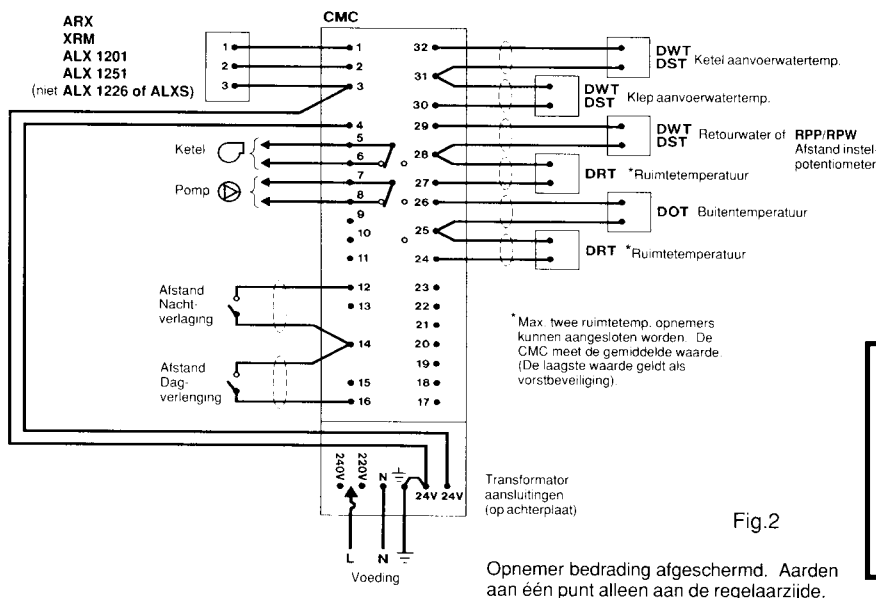 CMC
ARX
XRM
ALX 1201
ALX 1251
(niet ALX 1226 of ALXS)
1
2
3
1
2
3
4
5
6
7
8
9
10
11
12
13
14
15
16
32
31
30
29
28
27
26
25
24
23
22
21
20
19
18
17
Ketel
Pomp
Afstand
Nacht-
verlaging
Afstand
Dag-
verlenging
DWT
DST Ketel aanvoerwatertemp.
DWT
DST Klep aanvoerwatertemp.
DWT
DST Retourwater of RPP/RPW
Afstand instel-
potentiometer
DRT *Ruimtetemperatuur
DOT Buitentemperatuur
DRT *Ruimtetemperatuur
*Max. twee ruimtetemp. opnemers
kunnen aangesloten worden. De
CMC meet de gemiddelde waarde.
(De laagste waarde geldt als
vorstbeveiliging).
240V
220V
N
24V 24V
Transformator
aansluitingen
(op achterplaat)
L N
Voeding
Fig.2
Opnemer bedrading afgeschermd. Aarden
aan één punt alleen aan de regelaarzijde.